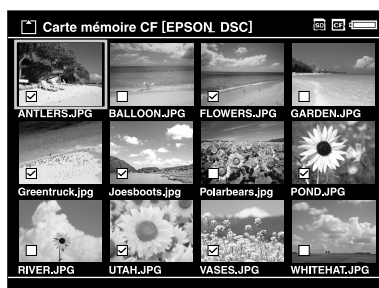 Carte mémoire CF [EPSON_DSC] SD CF
ANTLERS.JPG BALLOON.JPG FLOWERS.JPG GARDEN.JPG
Greentruck.jpg Joesboots.jpg Polarbears.jpg POND.JPG
RIVER.JPG UTAH.JPG VASES.JPG WHITEHAT.JPG